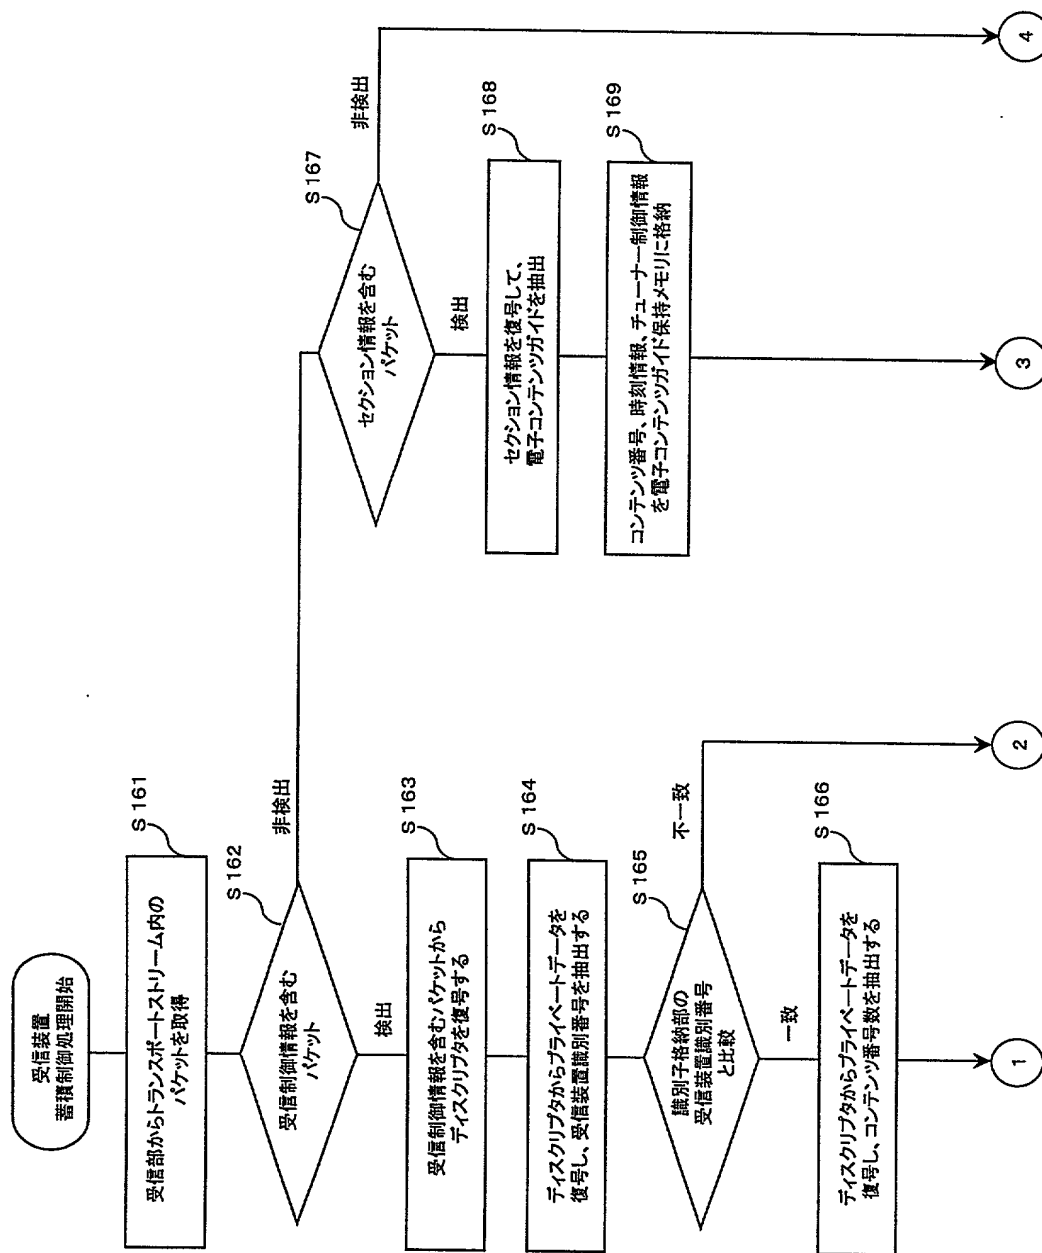 受信装置
蓄積制御処理開始
S 161
受信部からトランスポートストリーム内の
パケットを取得
S 162
受信制御情報を含む
パケット
非検出
検出
S 163
受信制御情報を含むパケットから
ディスクリプタを復号する
S 164
ディスクリプタからプライベートデータを
復号し、受信装置識別番号を抽出する
S 165
識別子格納部の
受信装置識別番号
と比較
不一致
一致
S 166
ディスクリプタからプライベートデータを
復号し、コンテンツ番号数を抽出する
S 167
セクション情報を含む
パケット
非検出
検出
S 168
セクション情報を復号して、
電子コンテンツガイドを抽出
S 169
コンテンツ番号、時刻情報、チューナー制御情報
を電子コンテンツガイド保持メモリに格納
1
2
3
4